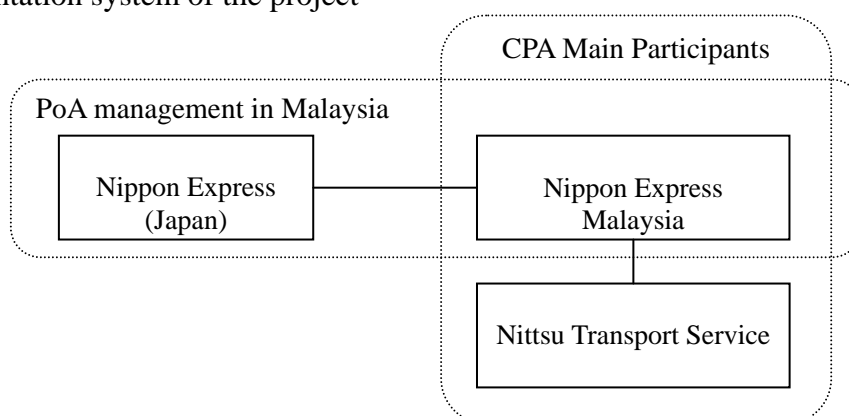 ntation system of the project
CPA Main Participants
PoA management in Malaysia
Nippon Express
(Japan)
Nippon Express
Malaysia
Nittsu Transport Service